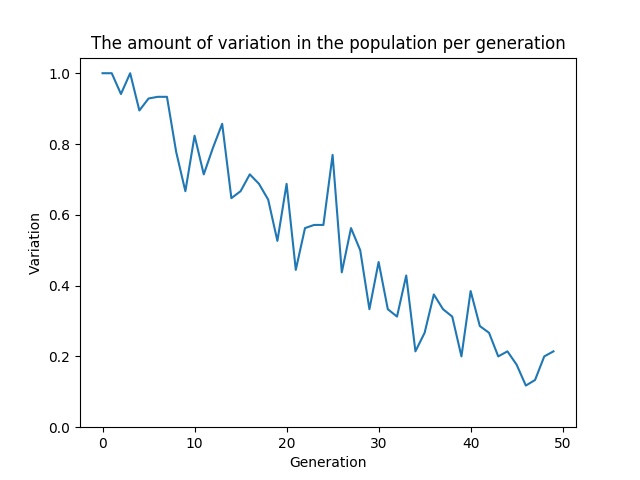 The amount of variation in the population per generation
1.0
0.8
0.6
0.4
0.2
0.0
Variation
0 10 20 30 40 50
Generation